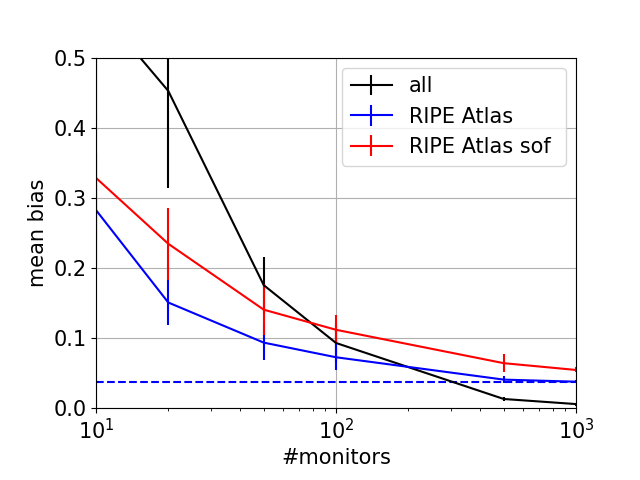 0.5
0.4
0.3
0.2
0.1
0.0
mean bias
10¹
10²
10³
#monitors
all
RIPE Atlas
RIPE Atlas sof